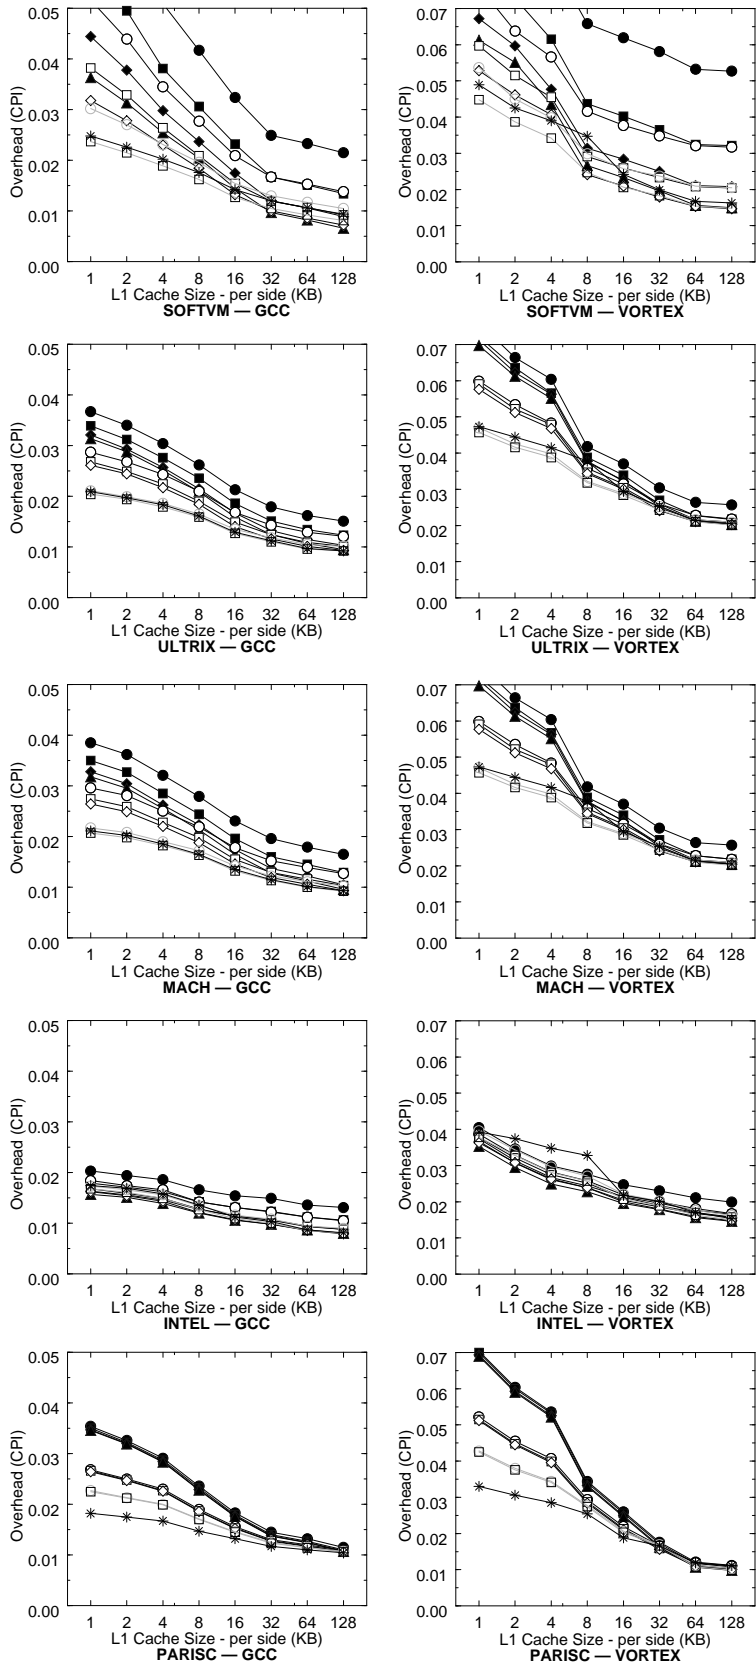 0.05
0.04
0.03
0.02
0.01
0.00
Overhead (CPI)
1 2 4 8 16 32 64 128
L1 Cache Size - per side (KB)
SOFTVM — GCC
0.07
0.06
0.05
0.04
0.03
0.02
0.01
0.00
Overhead (CPI)
1 2 4 8 16 32 64 128
L1 Cache Size - per side (KB)
SOFTVM — VORTEX
0.05
0.04
0.03
0.02
0.01
0.00
Overhead (CPI)
1 2 4 8 16 32 64 128
L1 Cache Size - per side (KB)
ULTRIX — GCC
0.07
0.06
0.05
0.04
0.03
0.02
0.01
0.00
Overhead (CPI)
1 2 4 8 16 32 64 128
L1 Cache Size - per side (KB)
ULTRIX — VORTEX
0.05
0.04
0.03
0.02
0.01
0.00
Overhead (CPI)
1 2 4 8 16 32 64 128
L1 Cache Size - per side (KB)
MACH — GCC
0.07
0.06
0.05
0.04
0.03
0.02
0.01
0.00
Overhead (CPI)
1 2 4 8 16 32 64 128
L1 Cache Size - per side (KB)
MACH — VORTEX
0.05
0.04
0.03
0.02
0.01
0.00
Overhead (CPI)
1 2 4 8 16 32 64 128
L1 Cache Size - per side (KB)
INTEL — GCC
0.07
0.06
0.05
0.04
0.03
0.02
0.01
0.00
Overhead (CPI)
1 2 4 8 16 32 64 128
L1 Cache Size - per side (KB)
INTEL — VORTEX
0.05
0.04
0.03
0.02
0.01
0.00
Overhead (CPI)
1 2 4 8 16 32 64 128
L1 Cache Size - per side (KB)
PARISC — GCC
0.07
0.06
0.05
0.04
0.03
0.02
0.01
0.00
Overhead (CPI)
1 2 4 8 16 32 64 128
L1 Cache Size - per side (KB)
PARISC — VORTEX